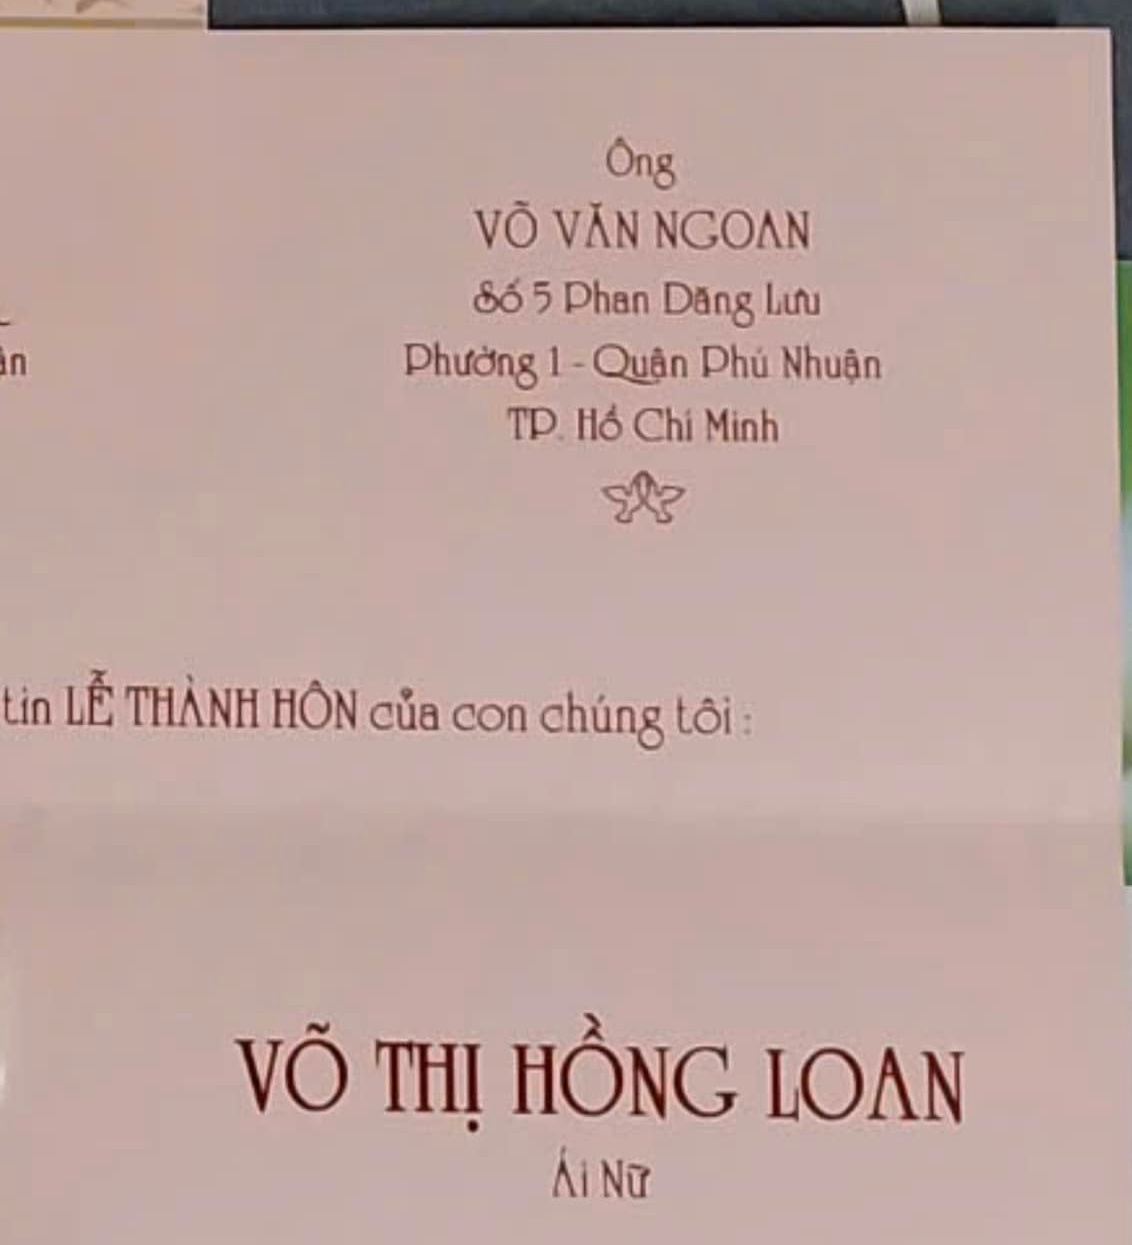 Ông
VÕ VĂN NGOAN
Số 5 Phan Đăng Lưu
Phường 1 - Quận Phú Nhuận
TP. Hồ Chí Minh
ận
tin LỄ THÀNH HÔN của con chúng tôi :
VÕ THỊ HỒNG LOAN
Ái Nữ